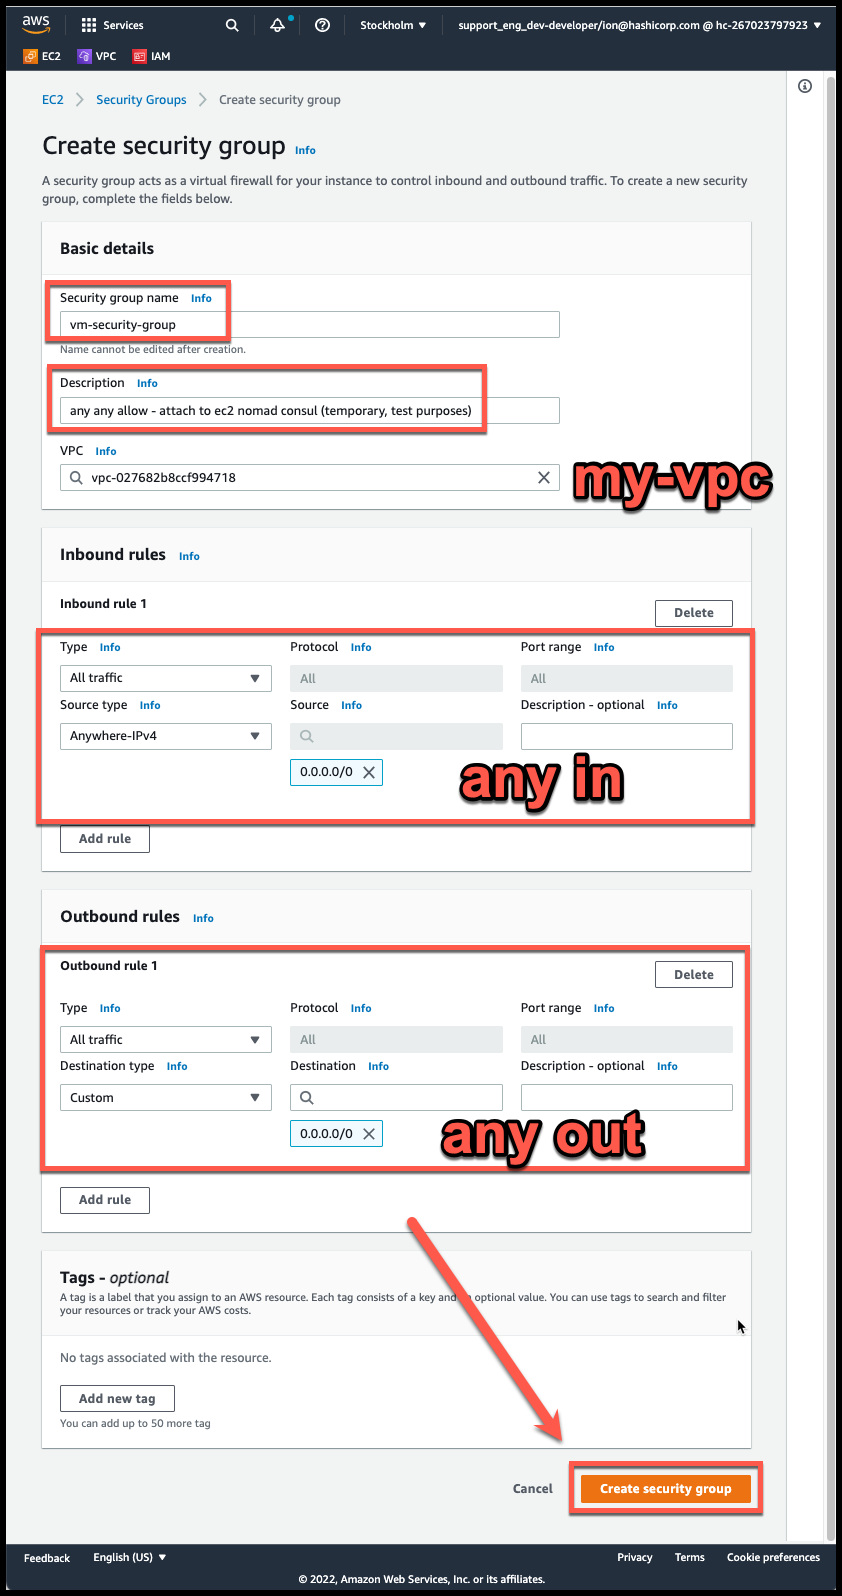 aws Services Stockholm support_eng_dev-developer/ion@hashicorp.com @ hc-267023797923
EC2 VPC IAM
EC2 Security Groups Create security group
Create security group Info
A security group acts as a virtual firewall for your instance to control inbound and outbound traffic. To create a new security
group, complete the fields below.
Basic details
Security group name Info
vm-security-group
Name cannot be edited after creation.
Description Info
any any allow - attach to ec2 nomad consul (temporary, test purposes)
VPC Info
vpc-027682b8ccf994718
my-vpc
Inbound rules Info
Inbound rule 1
Delete
Type Info Protocol Info Port range Info
All traffic All All
Source type Info Source Info Description - optional Info
Anywhere-IPv4
0.0.0.0/0
any in
Add rule
Outbound rules Info
Outbound rule 1
Delete
Type Info Protocol Info Port range Info
All traffic All All
Destination type Info Destination Info Description - optional Info
Custom
0.0.0.0/0
any out
Add rule
Tags - optional
A tag is a label that you assign to an AWS resource. Each tag consists of a key and optional value. You can use tags to search and filter
your resources or track your AWS costs.
No tags associated with the resource.
Add new tag
You can add up to 50 more tag
Cancel Create security group
Feedback English (US) Privacy Terms Cookie preferences
© 2022, Amazon Web Services, Inc. or its affiliates.